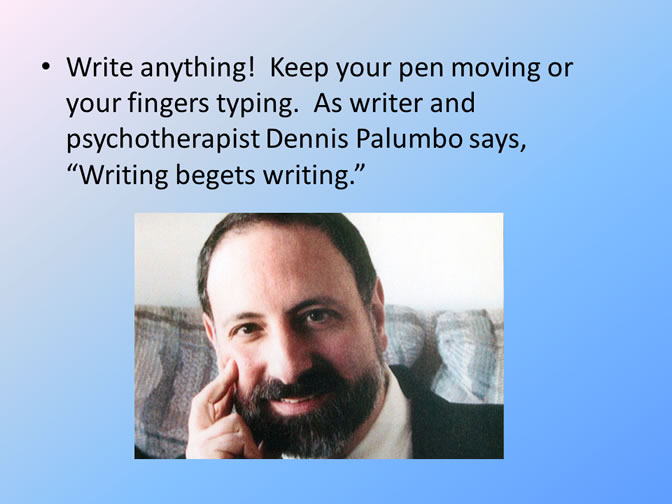 • Write anything!  Keep your pen moving or
your fingers typing.  As writer and
psychotherapist Dennis Palumbo says,
“Writing begets writing.”